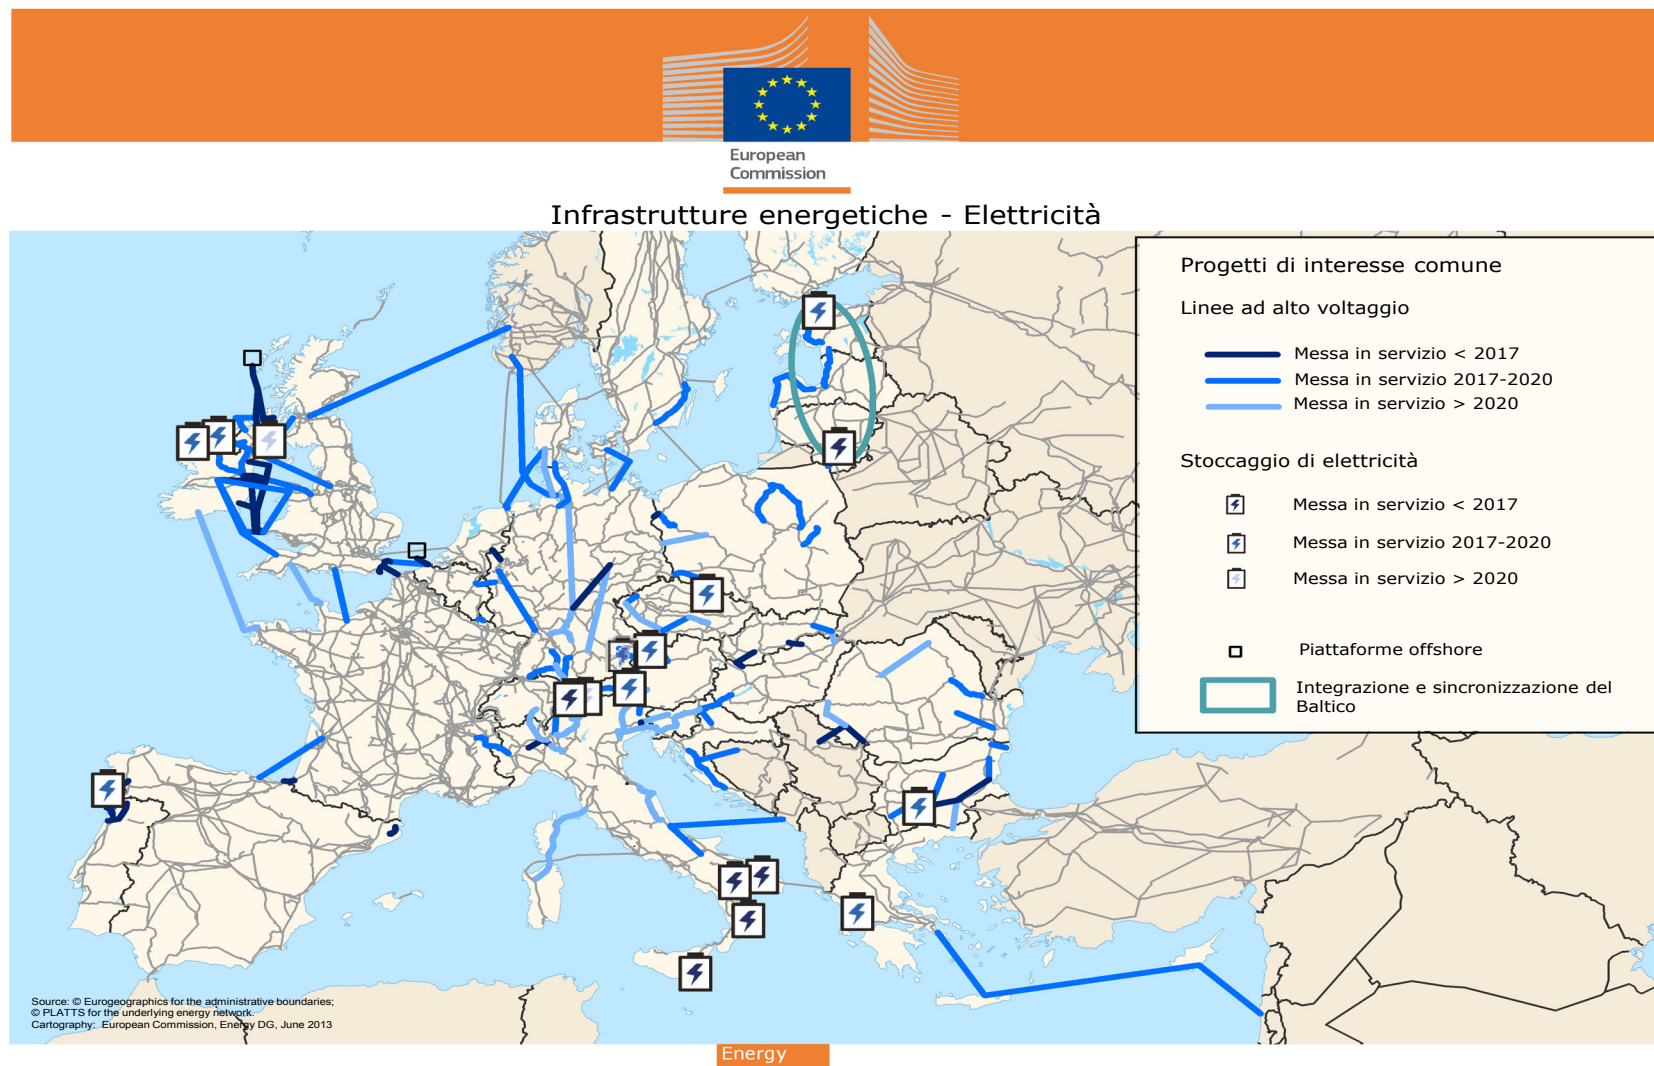 European
Commission
Infrastrutture energetiche - Elettricità
Progetti di interesse comune
Linee ad alto voltaggio
Messa in servizio < 2017
Messa in servizio 2017-2020
Messa in servizio > 2020
Stoccaggio di elettricità
Messa in servizio < 2017
Messa in servizio 2017-2020
Messa in servizio > 2020
Piattaforme offshore
Integrazione e sincronizzazione del
Baltico
Source: © Eurogeographics for the administrative boundaries;
© PLATTS for the underlying energy network.
Cartography: European Commission, Energy DG, June 2013
Energy